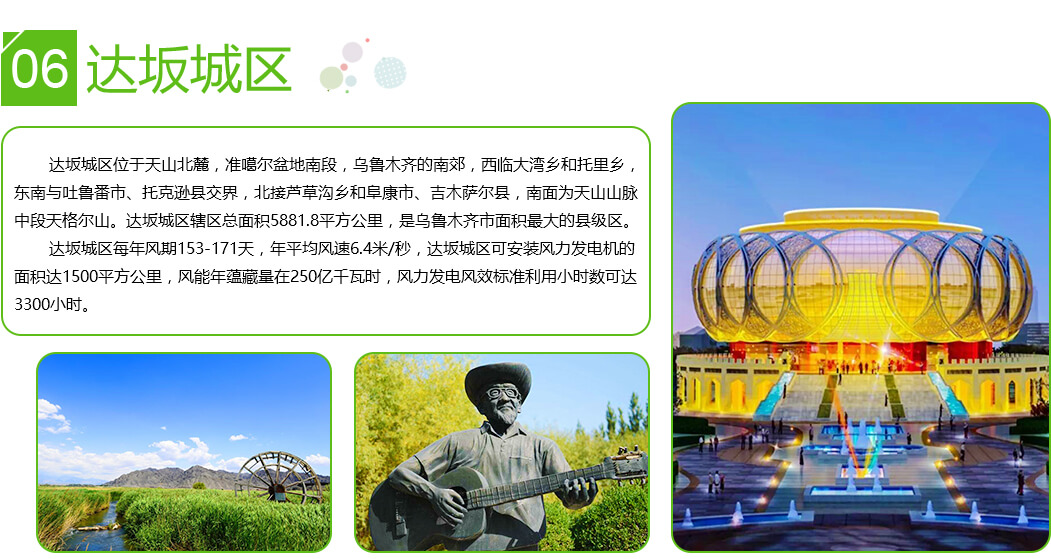 06 达坂城区
达坂城区位于天山北麓，准噶尔盆地南段，乌鲁木齐的南郊，西临大湾乡和托里乡，
东南与吐鲁番市、托克逊县交界，北接芦草沟乡和阜康市、吉木萨尔县，南面为天山山脉
中段天格尔山。达坂城区辖区总面积5881.8平方公里，是乌鲁木齐市面积最大的县级区。
达坂城区每年风期153-171天，年平均风速6.4米/秒，达坂城区可安装风力发电机的
面积达1500平方公里，风能年蕴藏量在250亿千瓦时，风力发电风效标准利用小时数可达
3300小时。